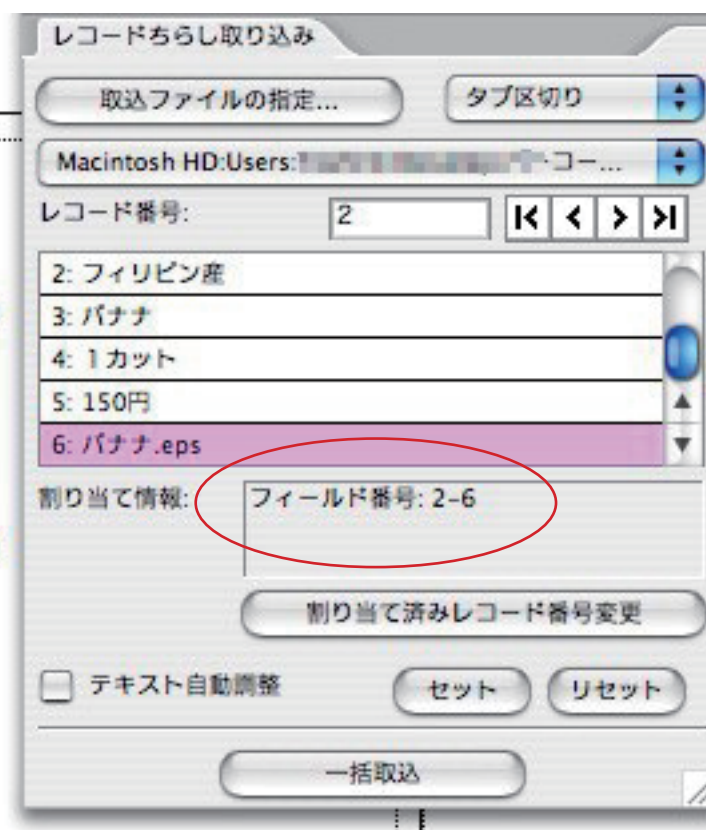 レコードちらし取り込み
取込ファイルの指定... タブ区切り
Macintosh HD:Users: コー...
レコード番号: 2
2: フィリピン産
3: バナナ
4: 1カット
5: 150円
6: バナナ.eps
割り当て情報: フィールド番号: 2-6
割り当て済みレコード番号変更
テキスト自動調整 セット リセット
一括取込